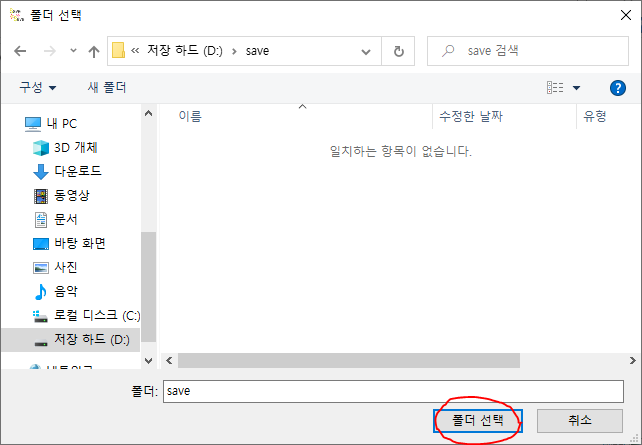 폴더 선택
« 저장 하드 (D:) › save
save 검색
구성
새 폴더
이름
수정한 날짜
유형
일치하는 항목이 없습니다.
내 PC
3D 개체
다운로드
동영상
문서
바탕 화면
사진
음악
로컬 디스크 (C:)
저장 하드 (D:)
폴더: save
폴더 선택
취소